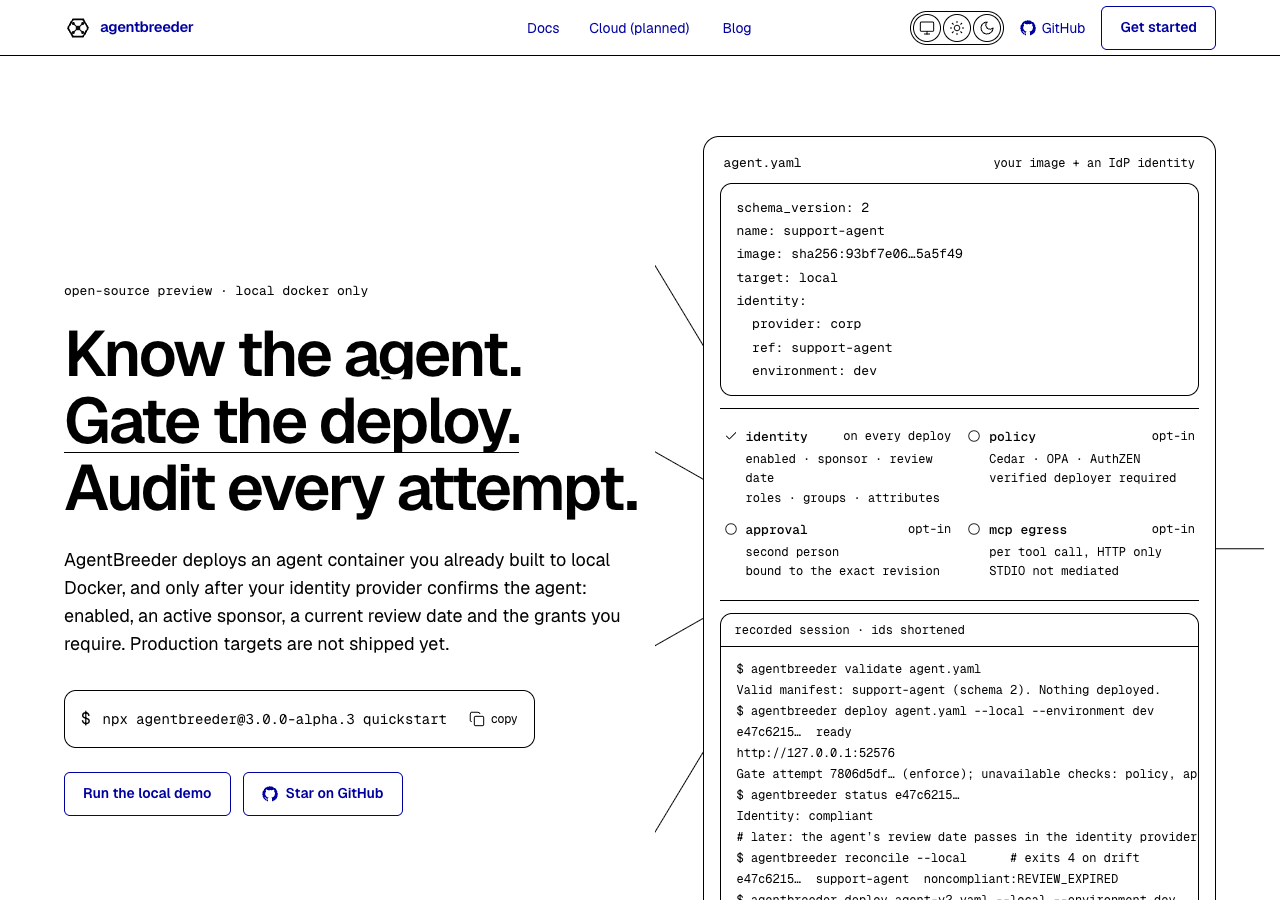 agentbreeder
Docs
Cloud (planned)
Blog
GitHub
Get started
open-source preview · local docker only
Know the agent.
Gate the deploy.
Audit every attempt.
AgentBreeder deploys an agent container you already built to local
Docker, and only after your identity provider confirms the agent:
enabled, an active sponsor, a current review date and the grants you
require. Production targets are not shipped yet.
$ npx agentbreeder@3.0.0-alpha.3 quickstart
copy
Run the local demo
Star on GitHub
agent.yaml
your image + an IdP identity
schema_version: 2
name: support-agent
image: sha256:93bf7e06…5a5f49
target: local
identity:
  provider: corp
  ref: support-agent
  environment: dev
identity
on every deploy
enabled · sponsor · review
date
roles · groups · attributes
policy
opt-in
Cedar · OPA · AuthZEN
verified deployer required
approval
opt-in
second person
bound to the exact revision
mcp egress
opt-in
per tool call, HTTP only
STDIO not mediated
recorded session · ids shortened
$ agentbreeder validate agent.yaml
Valid manifest: support-agent (schema 2). Nothing deployed.
$ agentbreeder deploy agent.yaml --local --environment dev
e47c6215…  ready
http://127.0.0.1:52576
Gate attempt 7806d5df… (enforce); unavailable checks: policy, ap
$ agentbreeder status e47c6215…
Identity: compliant
# later: the agent's review date passes in the identity provider
$ agentbreeder reconcile --local      # exits 4 on drift
e47c6215…  support-agent  noncompliant:REVIEW_EXPIRED
$ agentbreeder deploy agent-v2.yaml --local --environment dev